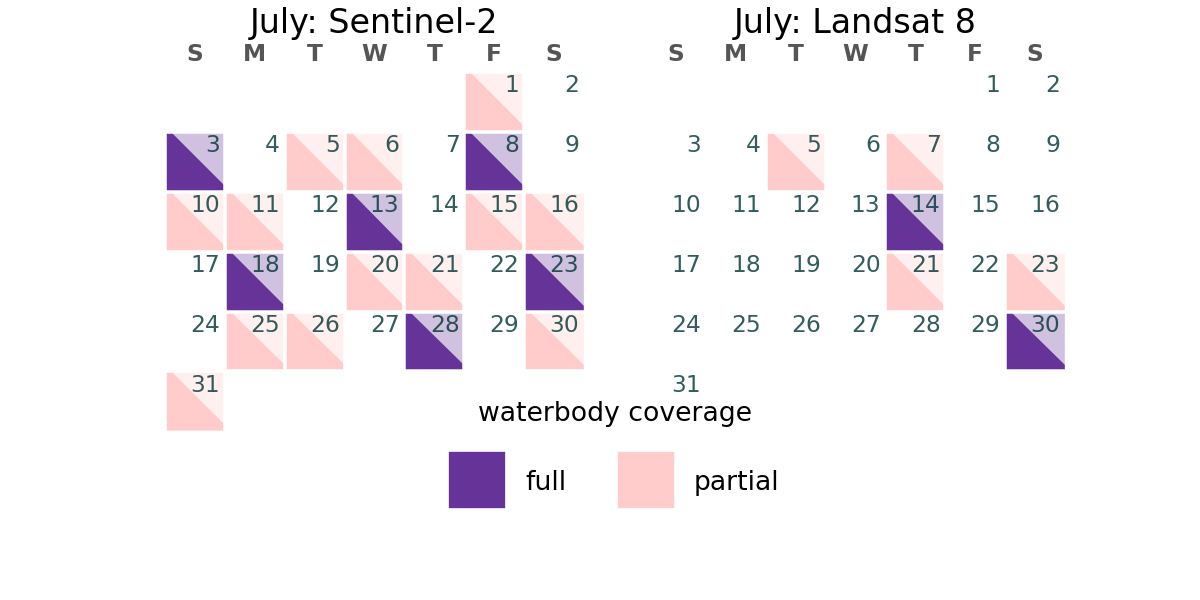 July: Sentinel-2
S M T W T F S
1 2
3 4 5 6 7 8 9
10 11 12 13 14 15 16
17 18 19 20 21 22 23
24 25 26 27 28 29 30
31
July: Landsat 8
S M T W T F S
1 2
3 4 5 6 7 8 9
10 11 12 13 14 15 16
17 18 19 20 21 22 23
24 25 26 27 28 29 30
31
waterbody coverage
full partial